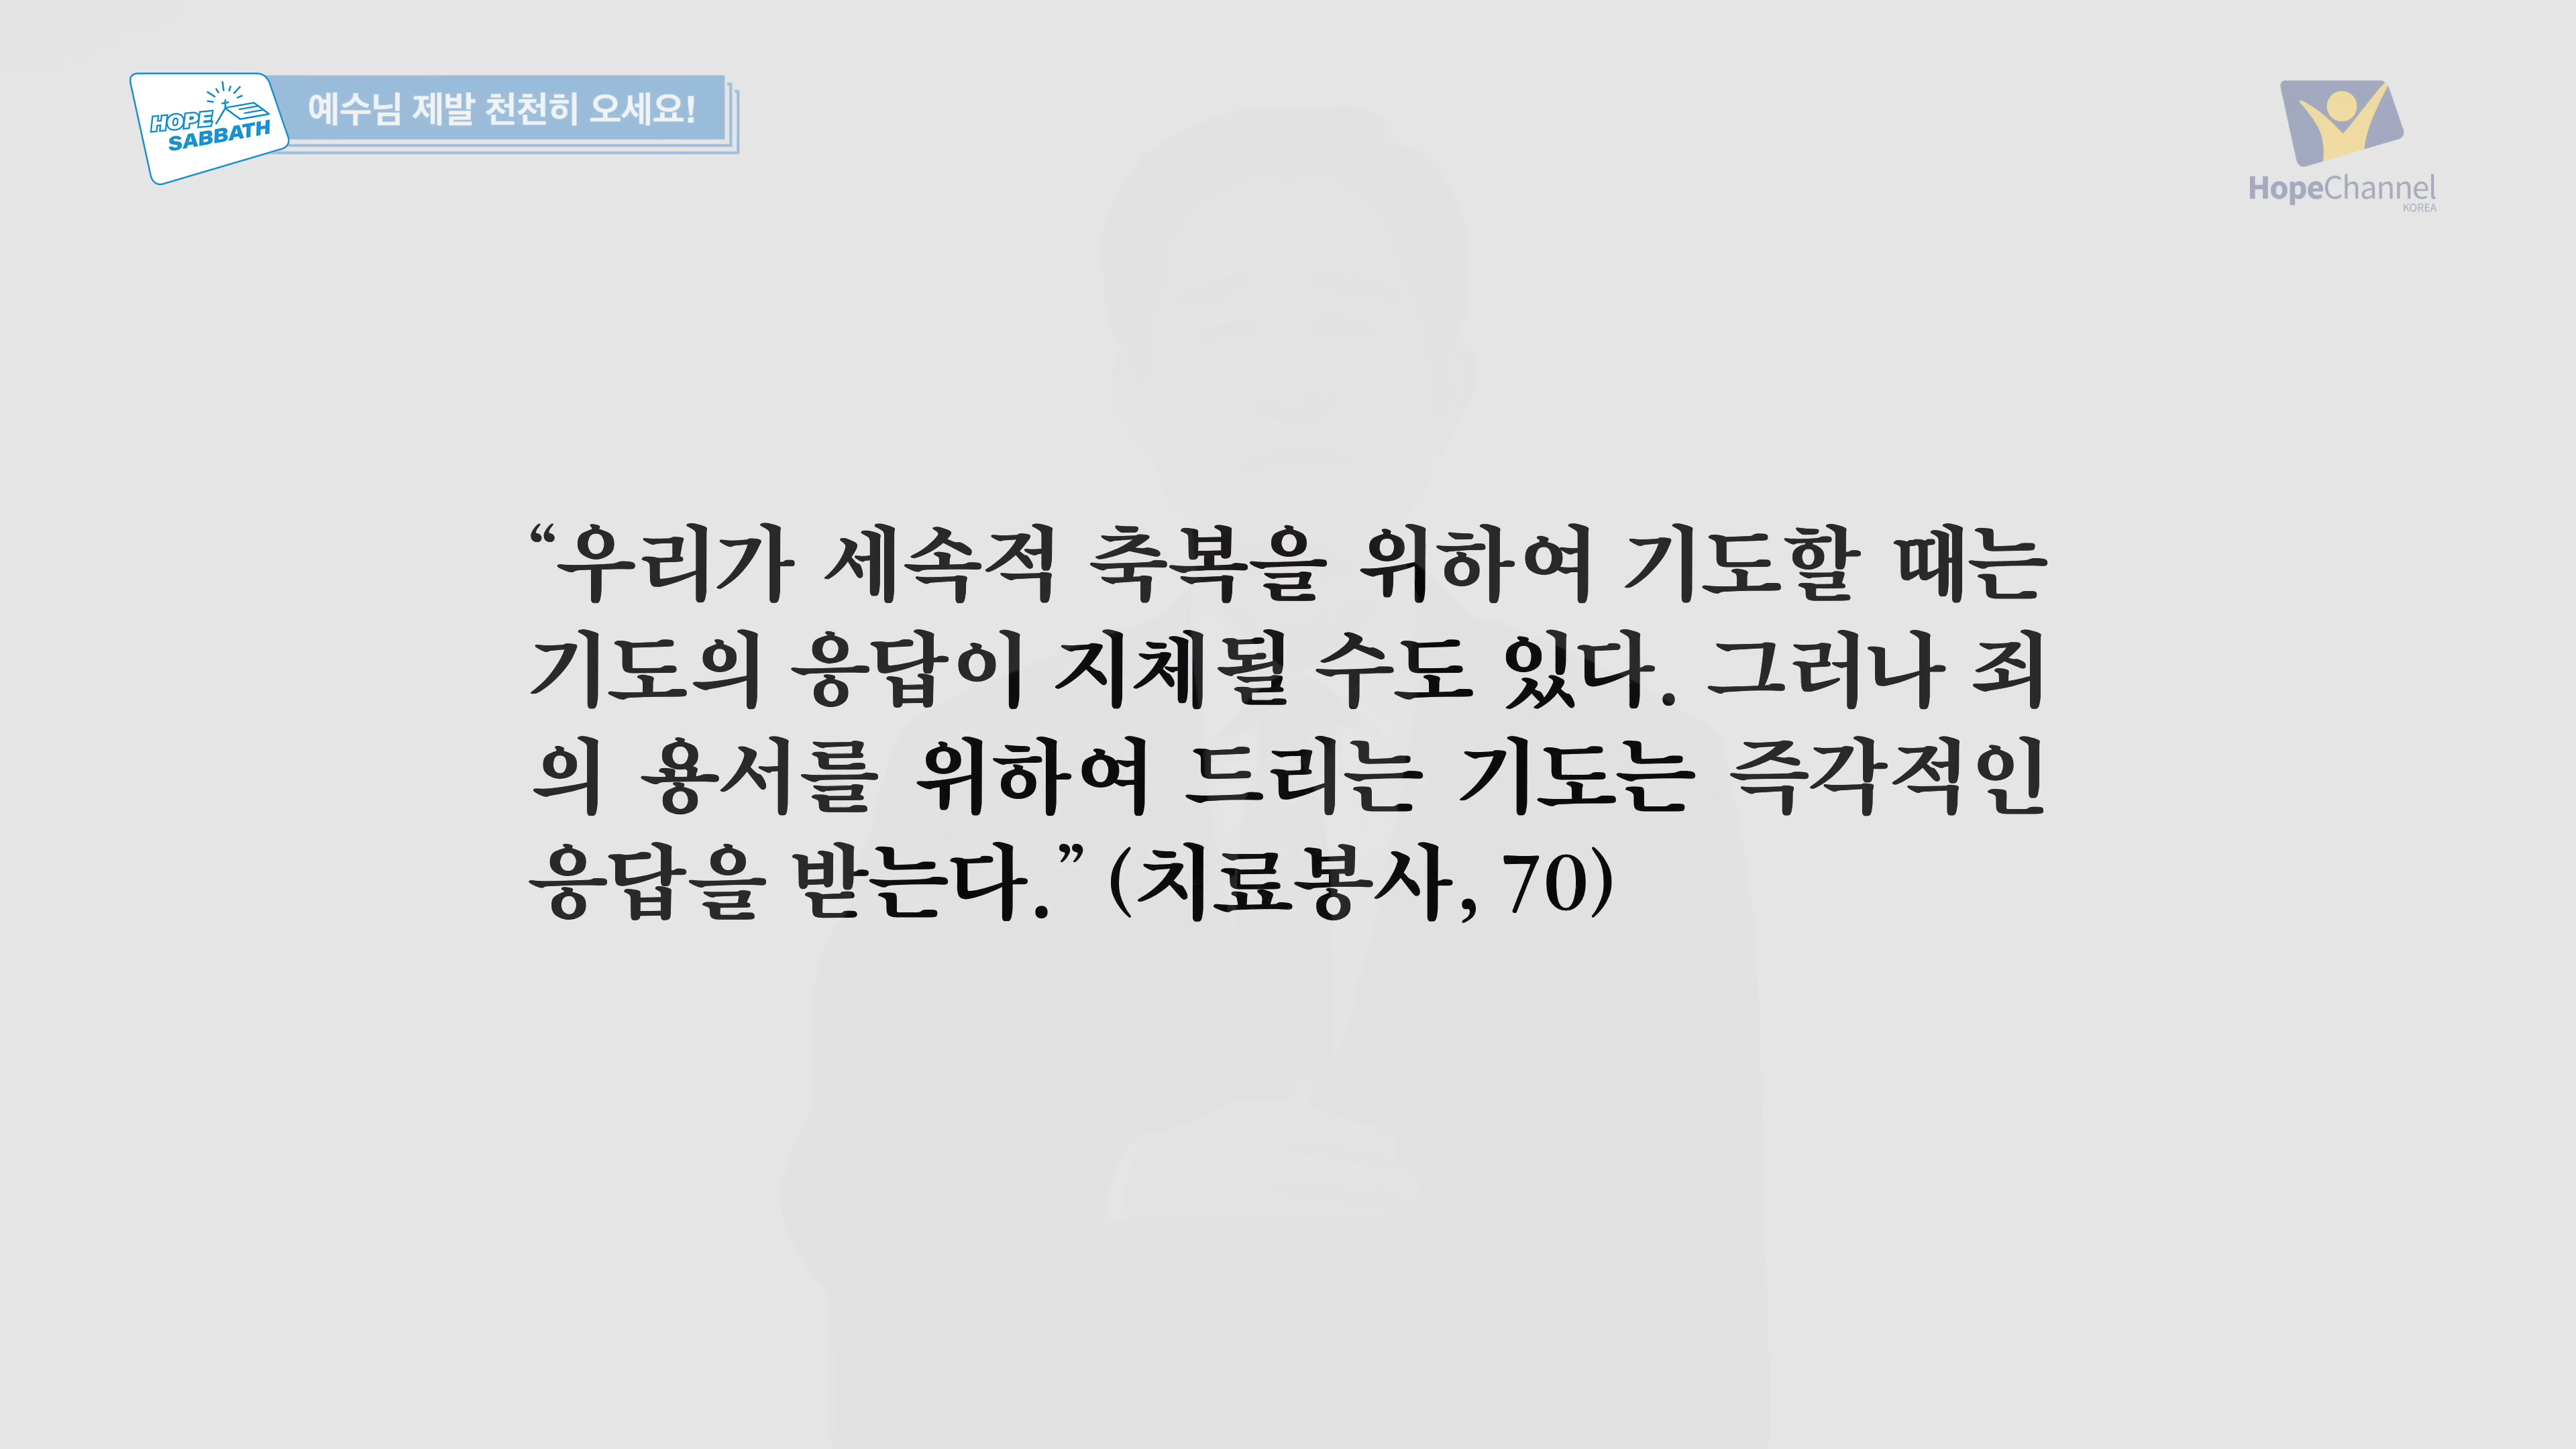 HOPE
SABBATH
예수님 제발 천천히 오세요!
HopeChannel
KOREA
“우리가 세속적 축복을 위하여 기도할 때는
기도의 응답이 지체될 수도 있다. 그러나 죄
의 용서를 위하여 드리는 기도는 즉각적인
응답을 받는다.” (치료봉사, 70)